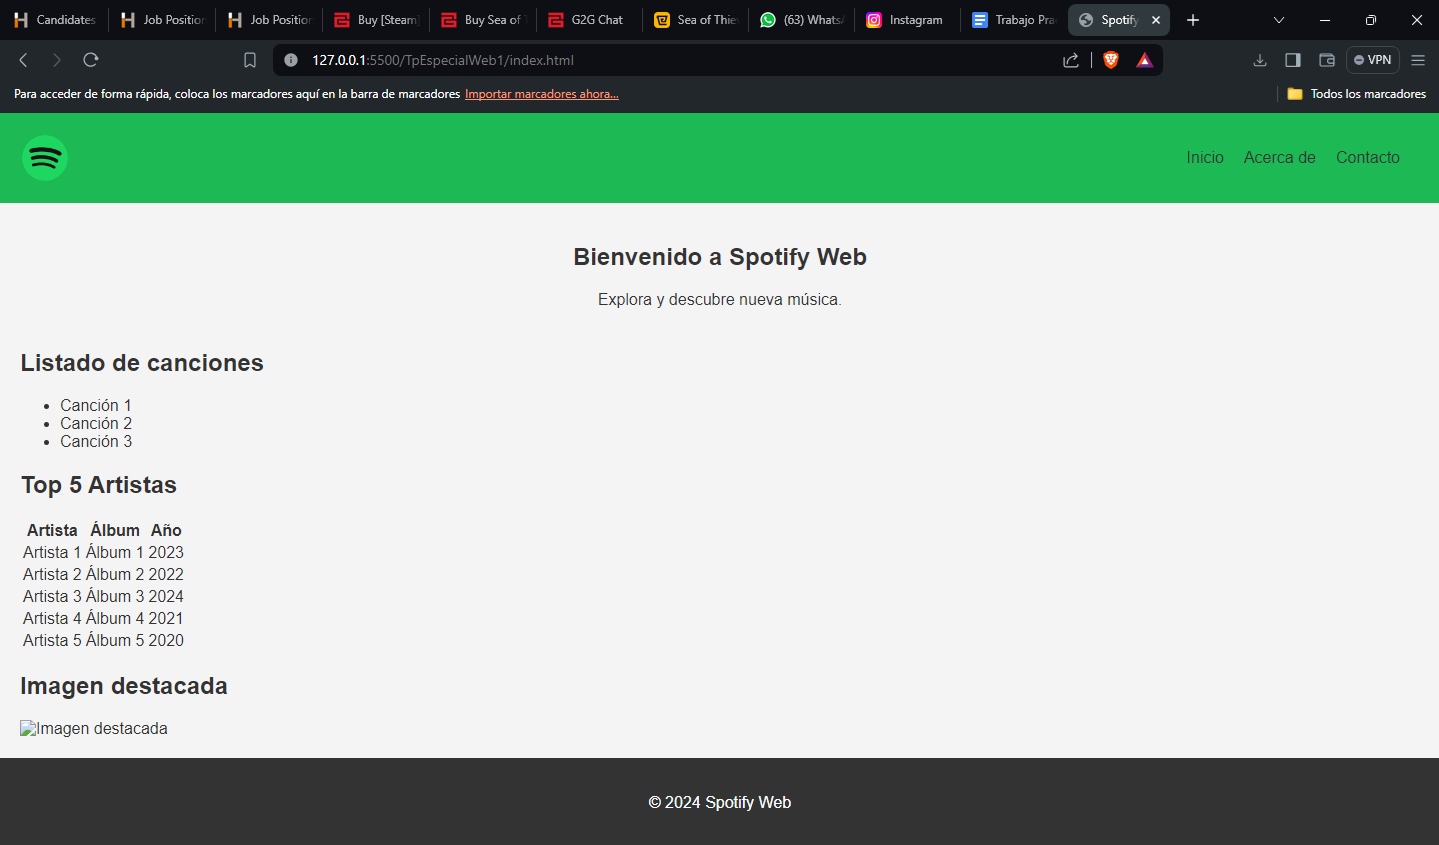 Candidates
Job Position
Job Position
Buy [Steam]
Buy Sea of T
G2G Chat
Sea of Thie
(63) WhatsA
Instagram
Trabajo Pra
Spotify
127.0.0.1:5500/TpEspecialWeb1/index.html
VPN
Para acceder de forma rápida, coloca los marcadores aquí en la barra de marcadores Importar marcadores ahora...
Todos los marcadores
Inicio Acerca de Contacto
Bienvenido a Spotify Web
Explora y descubre nueva música.
Listado de canciones
• Canción 1
• Canción 2
• Canción 3
Top 5 Artistas
Artista Álbum Año
Artista 1 Álbum 1 2023
Artista 2 Álbum 2 2022
Artista 3 Álbum 3 2024
Artista 4 Álbum 4 2021
Artista 5 Álbum 5 2020
Imagen destacada
Imagen destacada
© 2024 Spotify Web